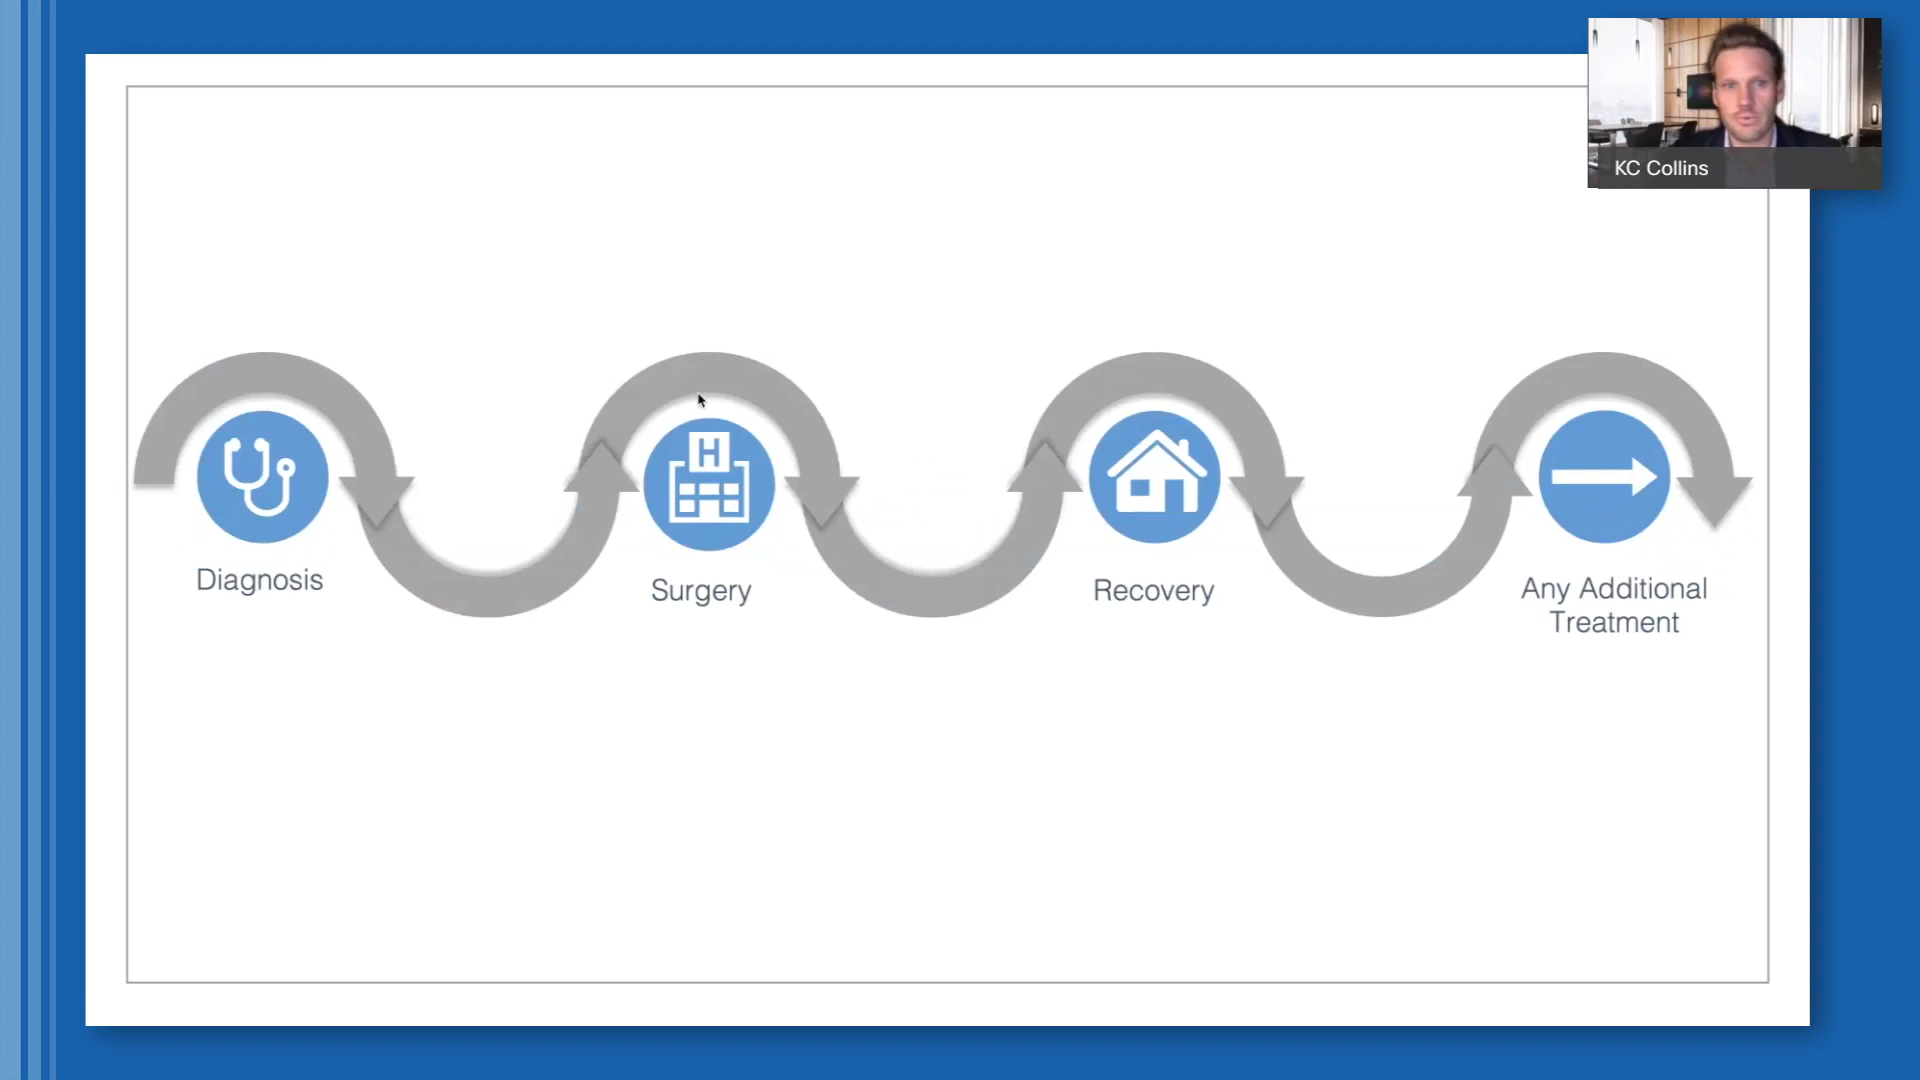 KC Collins
H
Diagnosis
Surgery
Recovery
Any Additional
Treatment